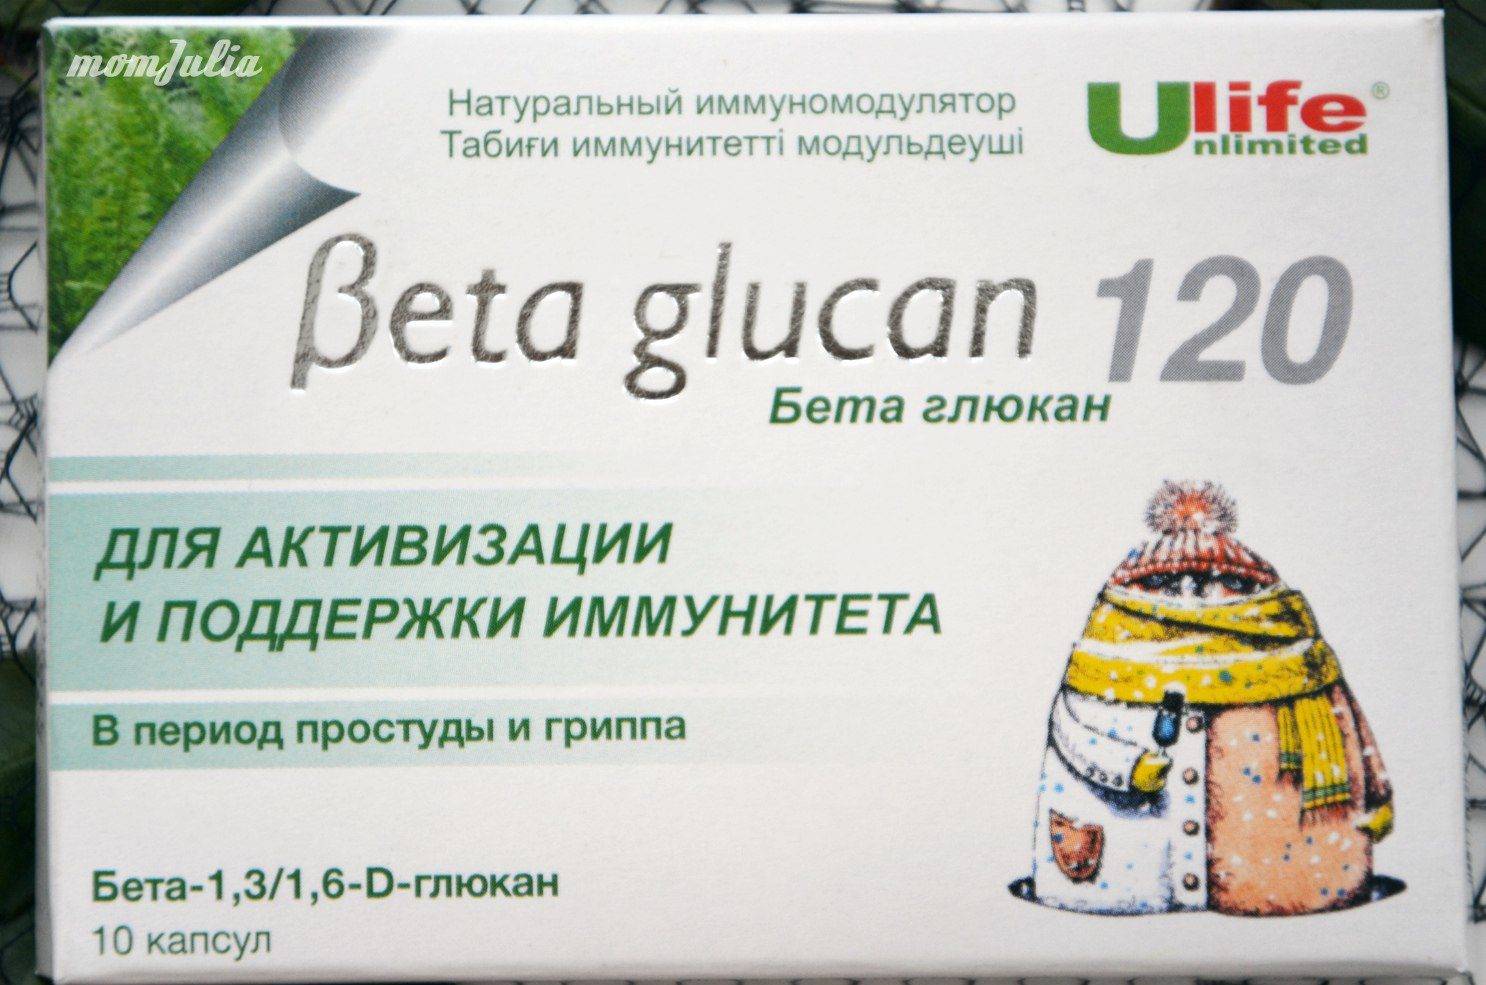 momJulia
Натуральный иммуномодулятор
Табиғи иммунитетті модульдеуші
Ulife®
Unlimited
βeta glucan 120
Бета глюкан
ДЛЯ АКТИВИЗАЦИИ
И ПОДДЕРЖКИ ИММУНИТЕТА
В период простуды и гриппа
Бета-1,3/1,6-D-глюкан
10 капсул